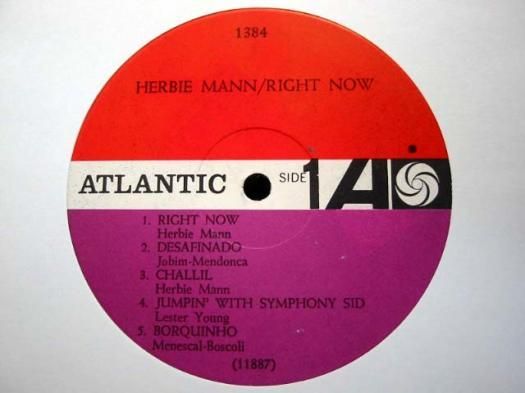 1384
HERBIE MANN/RIGHT NOW
ATLANTIC SIDE 1 A
1. RIGHT NOW
Herbie Mann
2. DESAFINADO
Jobim-Mendonca
3. CHALLIL
Herbie Mann
4. JUMPIN' WITH SYMPHONY SID
Lester Young
5. BORQUINHO
Menescal-Boscoli
(11887)